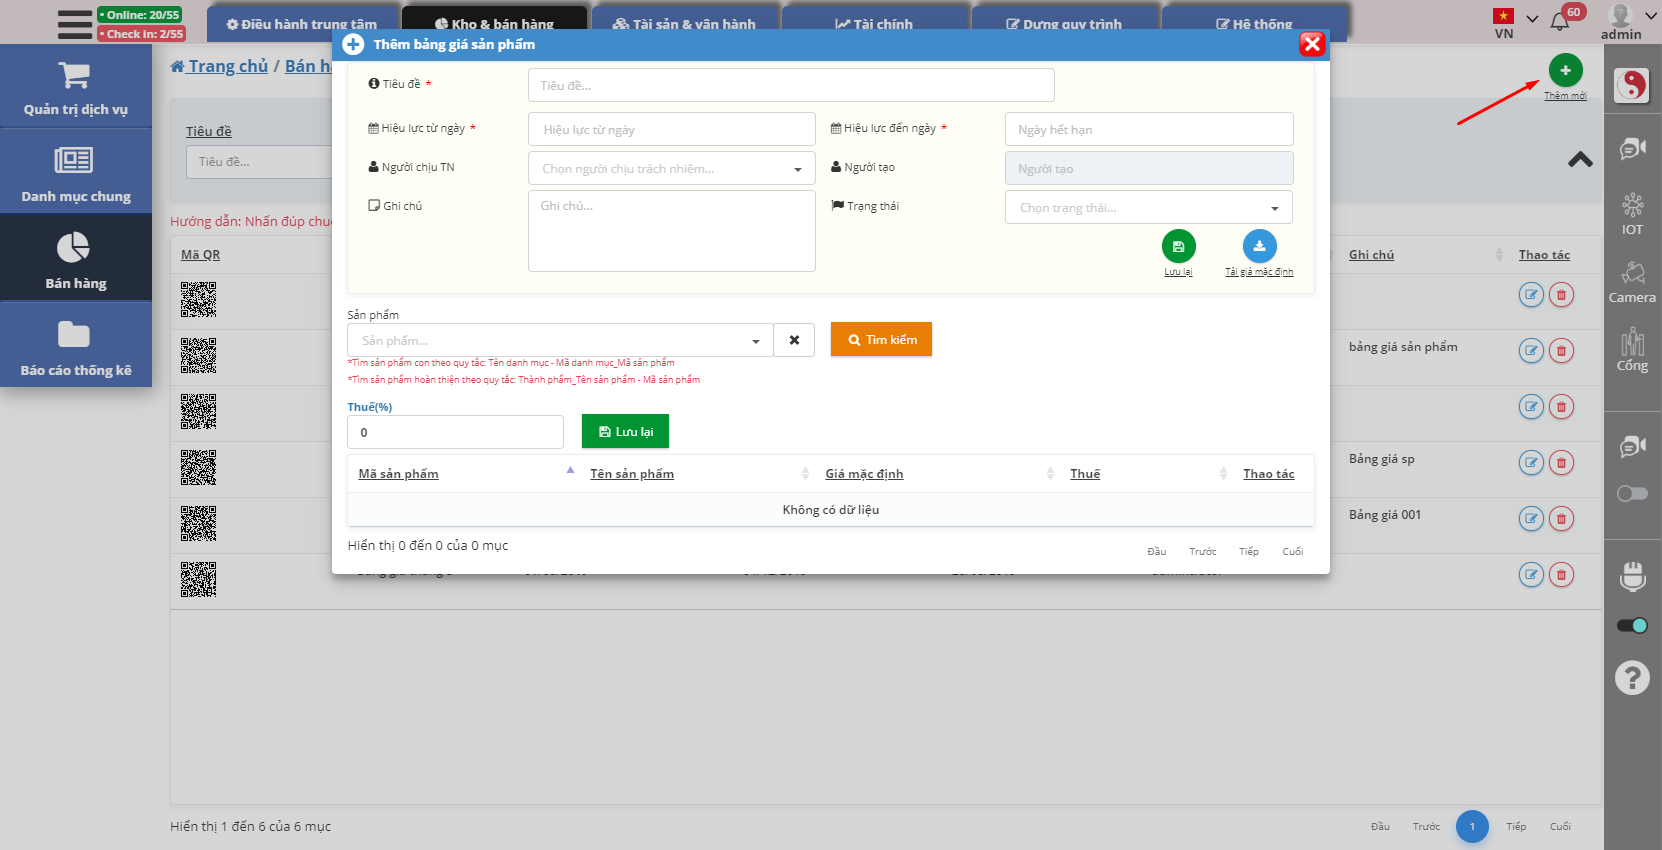 • Online: 20/55
• Check in: 2/55
Điều hành trung tâm
Kho & bán hàng
Tài sản & vân hành
Tài chính
Dựng quy trình
Hệ thống
60
VN
admin
Thêm bảng giá sản phẩm
Quản trị dịch vụ
Danh mục chung
Bán hàng
Báo cáo thống kê
Trang chủ / Bán
Thêm mới
Tiêu đề
Tiêu đề...
Hướng dẫn: Nhấn đúp
Mã QR
Ghi chú
Thao tác
bảng giá sản phẩm
Bảng giá sp
Bảng giá 001
Tiêu đề *
Tiêu đề...
Hiệu lực từ ngày *
Hiệu lực từ ngày
Hiệu lực đến ngày *
Ngày hết hạn
Người chịu TN
Chọn người chịu trách nhiệm...
Người tạo
Người tạo
Ghi chú
Ghi chú...
Trạng thái
Chọn trạng thái...
Lưu lại
Tải giá mặc định
Sản phẩm
Sản phẩm...
Tìm kiếm
*Tìm sản phẩm con theo quy tắc: Tên danh mục - Mã danh mục_Mã sản phẩm
*Tìm sản phẩm hoàn thiện theo quy tắc: Thành phẩm_Tên sản phẩm - Mã sản phẩm
Thuế(%)
0
Lưu lại
Mã sản phẩm
Tên sản phẩm
Giá mặc định
Thuế
Thao tác
Không có dữ liệu
Hiển thị 0 đến 0 của 0 mục
Đầu
Trước
Tiếp
Cuối
Hiển thị 1 đến 6 của 6 mục
Đầu
Trước
1
Tiếp
Cuối
IOT
Camera
Cổng
?